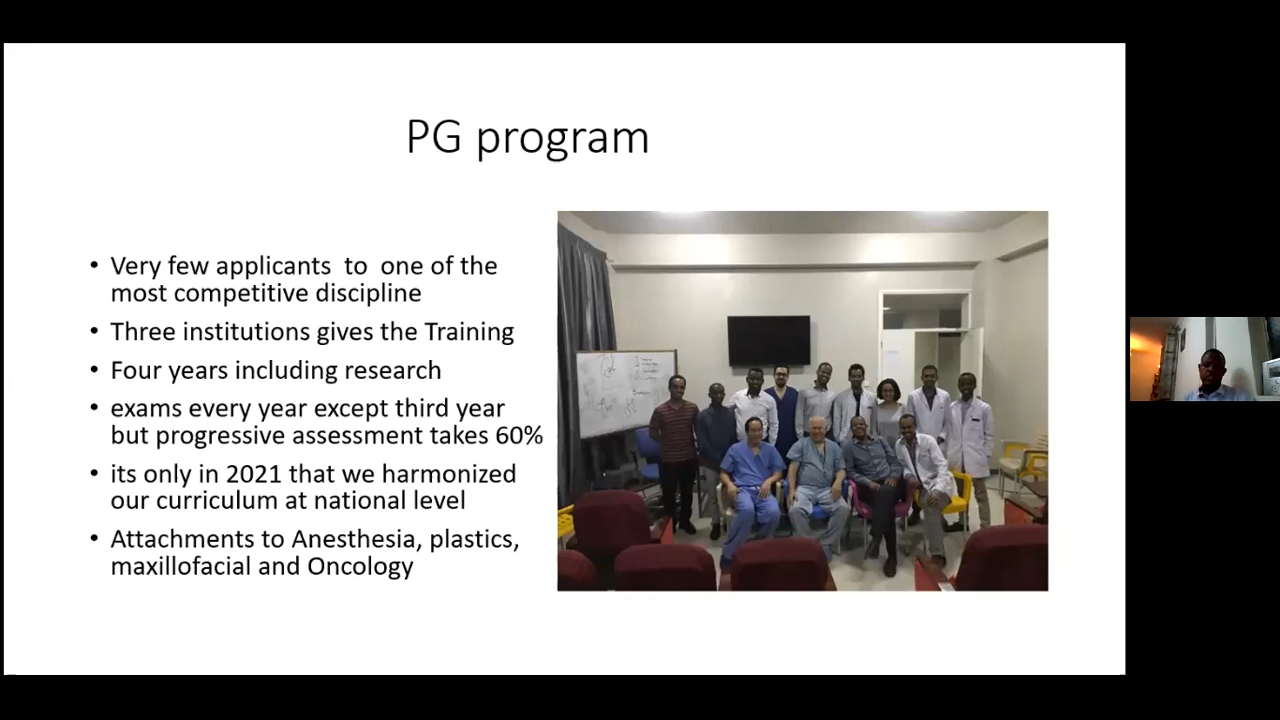 PG program
• Very few applicants  to  one of the
most competitive discipline
• Three institutions gives the Training
• Four years including research
• exams every year except third year
but progressive assessment takes 60%
• its only in 2021 that we harmonized
our curriculum at national level
• Attachments to Anesthesia, plastics,
maxillofacial and Oncology